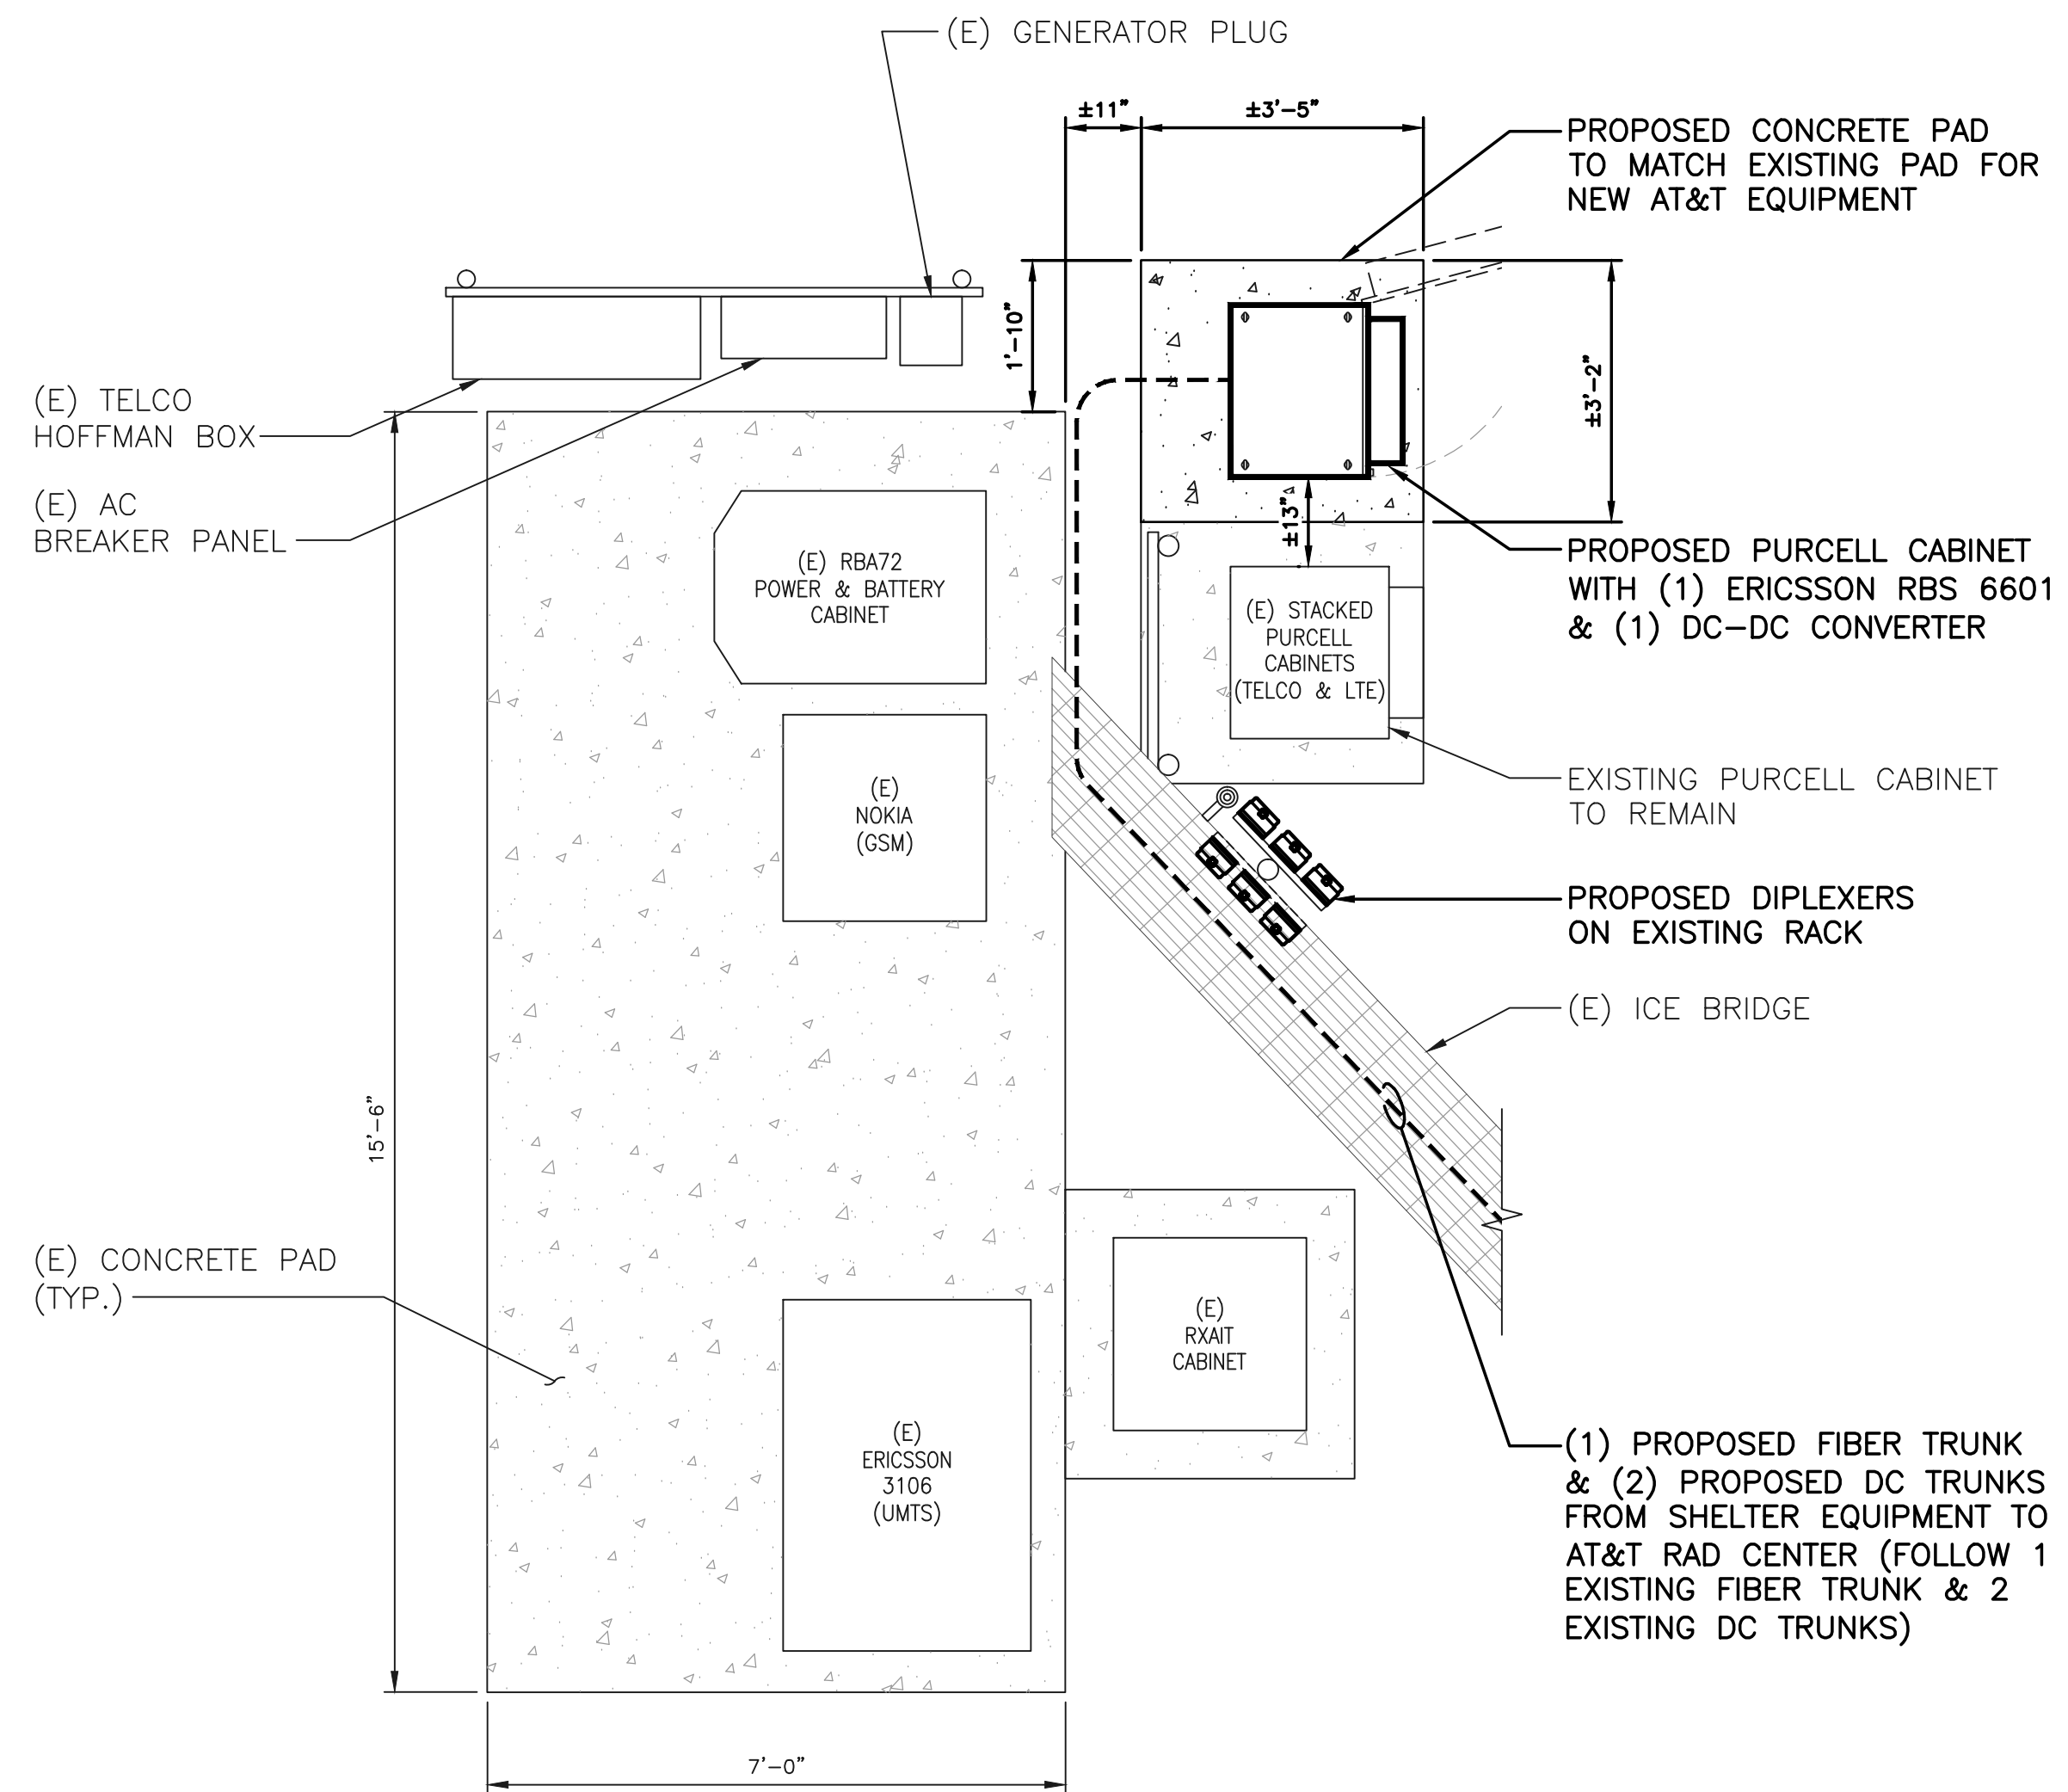 (E) GENERATOR PLUG
±11"
±3'-5"
PROPOSED CONCRETE PAD
TO MATCH EXISTING PAD FOR
NEW AT&T EQUIPMENT
1'-10"
±3'-2"
(E) TELCO
HOFFMAN BOX
(E) AC
BREAKER PANEL
±13"
PROPOSED PURCELL CABINET
WITH (1) ERICSSON RBS 6601
& (1) DC-DC CONVERTER
(E) RBA72
POWER & BATTERY
CABINET
(E) STACKED
PURCELL
CABINETS
(TELCO & LTE)
EXISTING PURCELL CABINET
TO REMAIN
(E)
NOKIA
(GSM)
PROPOSED DIPLEXERS
ON EXISTING RACK
(E) ICE BRIDGE
15'-6"
(E) CONCRETE PAD
(TYP.)
(E)
RXAIT
CABINET
(E)
ERICSSON
3106
(UMTS)
(1) PROPOSED FIBER TRUNK
& (2) PROPOSED DC TRUNKS
FROM SHELTER EQUIPMENT TO
AT&T RAD CENTER (FOLLOW 1
EXISTING FIBER TRUNK & 2
EXISTING DC TRUNKS)
7'-0"